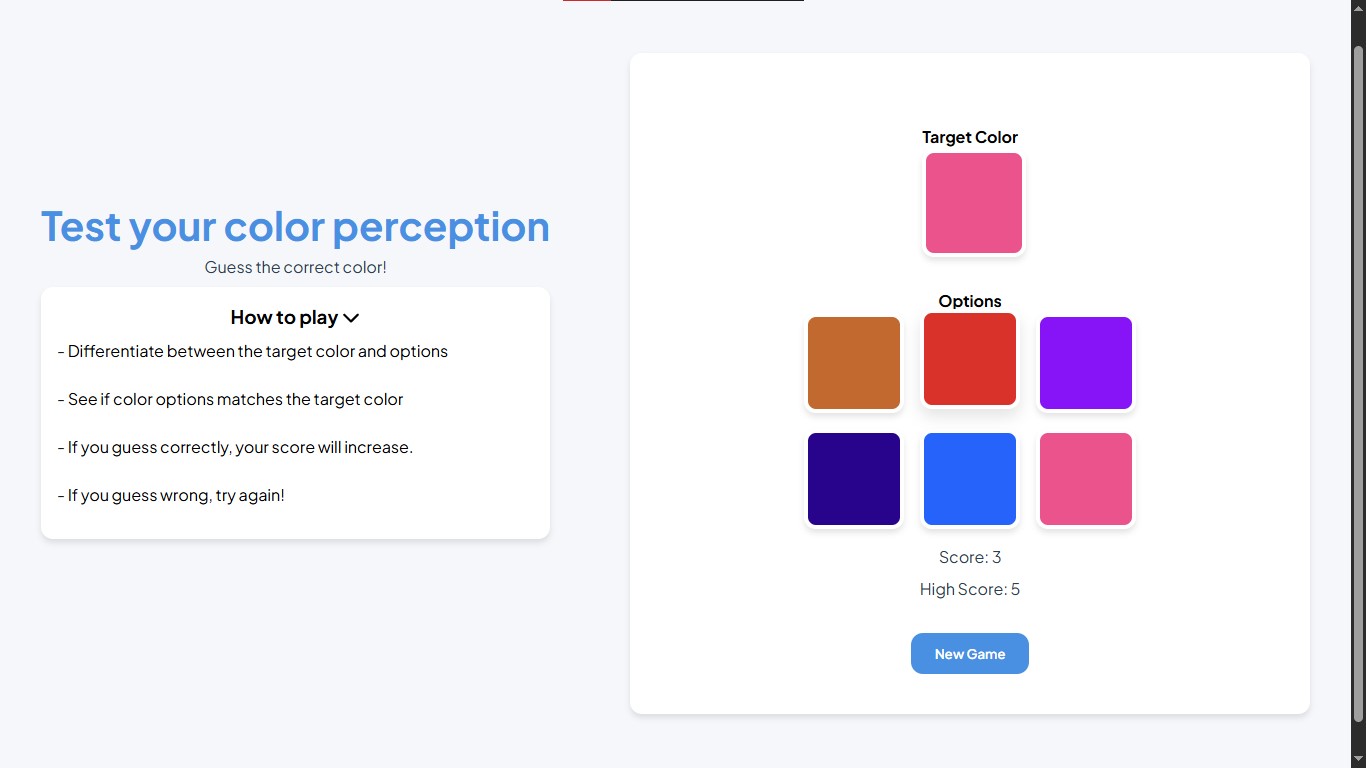 Test your color perception
Guess the correct color!
How to play
- Differentiate between the target color and options
- See if color options matches the target color
- If you guess correctly, your score will increase.
- If you guess wrong, try again!
Target Color
Options
Score: 3
High Score: 5
New Game